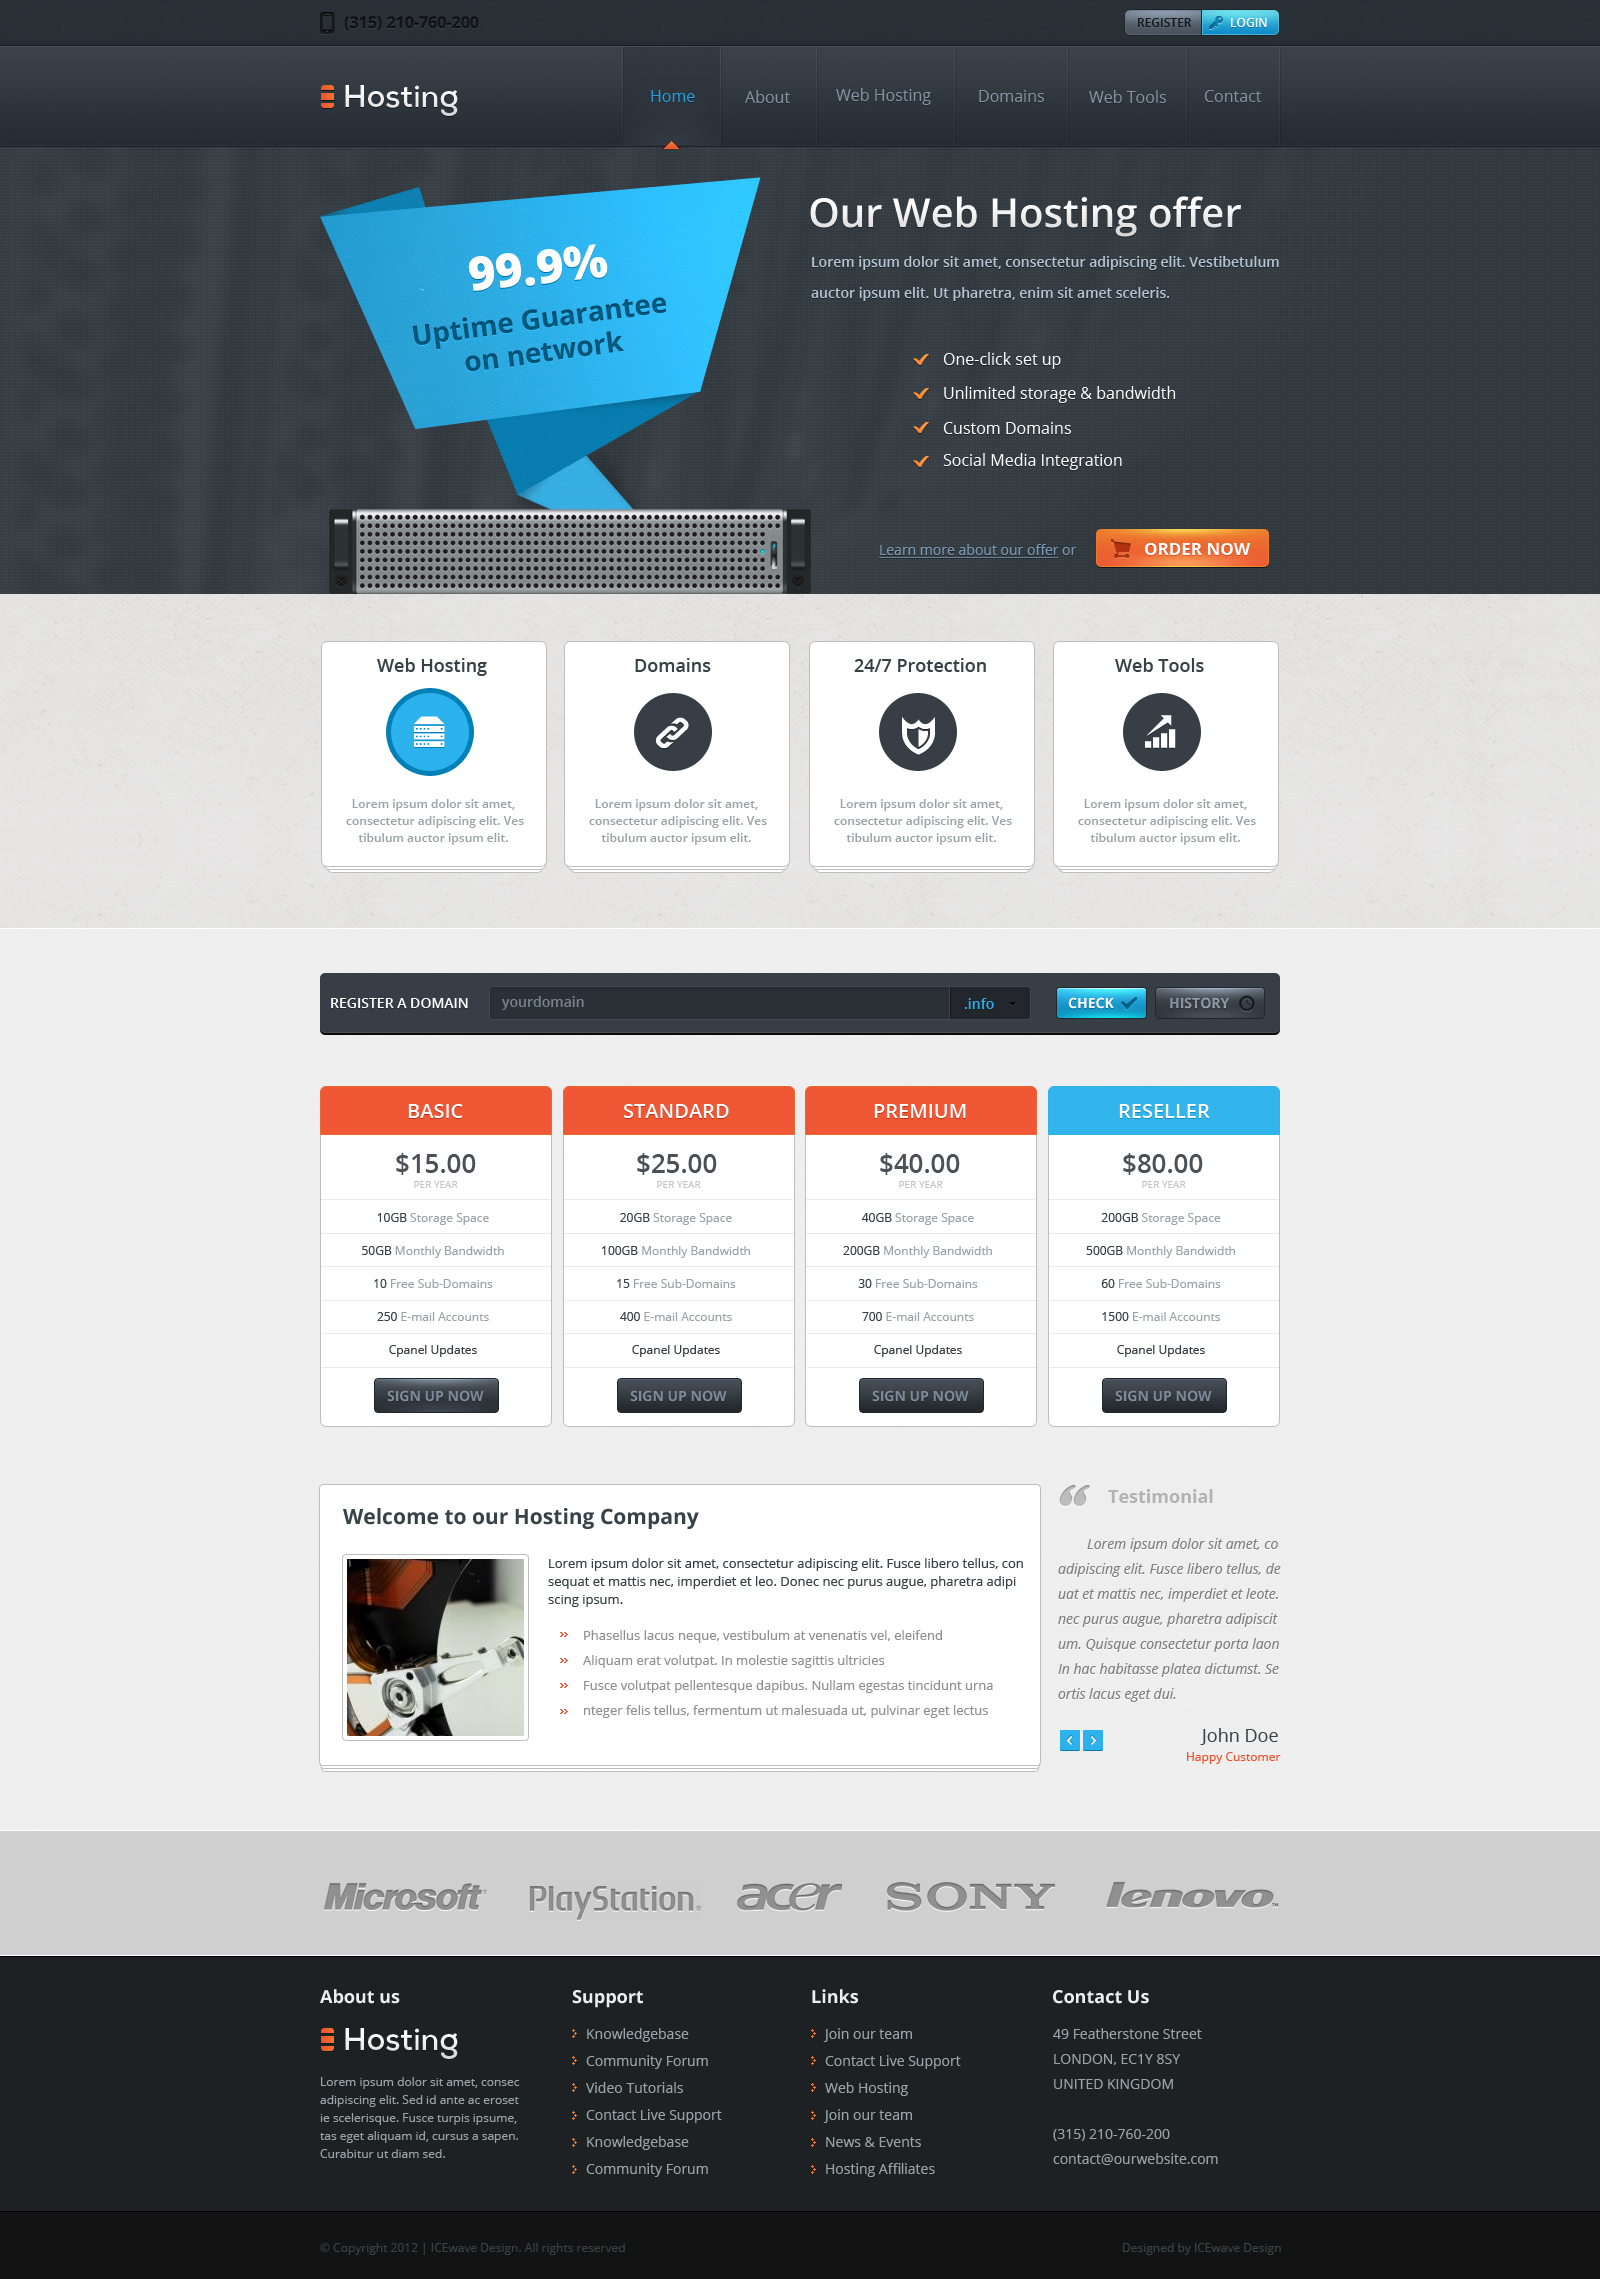 (315) 210-760-200
REGISTER
LOGIN
Hosting
Home
About
Web Hosting
Domains
Web Tools
Contact
99.9%
Uptime Guarantee
on network
Our Web Hosting offer
Lorem ipsum dolor sit amet, consectetur adipiscing elit. Vestibetulum
auctor ipsum elit. Ut pharetra, enim sit amet sceleris.
One-click set up
Unlimited storage & bandwidth
Custom Domains
Social Media Integration
Learn more about our offer or
ORDER NOW
Web Hosting
Lorem ipsum dolor sit amet,
consectetur adipiscing elit. Ves
tibulum auctor ipsum elit.
Domains
Lorem ipsum dolor sit amet,
consectetur adipiscing elit. Ves
tibulum auctor ipsum elit.
24/7 Protection
Lorem ipsum dolor sit amet,
consectetur adipiscing elit. Ves
tibulum auctor ipsum elit.
Web Tools
Lorem ipsum dolor sit amet,
consectetur adipiscing elit. Ves
tibulum auctor ipsum elit.
REGISTER A DOMAIN
yourdomain
.info
CHECK
HISTORY
BASIC
$15.00
PER YEAR
10GB Storage Space
50GB Monthly Bandwidth
10 Free Sub-Domains
250 E-mail Accounts
Cpanel Updates
SIGN UP NOW
STANDARD
$25.00
PER YEAR
20GB Storage Space
100GB Monthly Bandwidth
15 Free Sub-Domains
400 E-mail Accounts
Cpanel Updates
SIGN UP NOW
PREMIUM
$40.00
PER YEAR
40GB Storage Space
200GB Monthly Bandwidth
30 Free Sub-Domains
700 E-mail Accounts
Cpanel Updates
SIGN UP NOW
RESELLER
$80.00
PER YEAR
200GB Storage Space
500GB Monthly Bandwidth
60 Free Sub-Domains
1500 E-mail Accounts
Cpanel Updates
SIGN UP NOW
Welcome to our Hosting Company
Lorem ipsum dolor sit amet, consectetur adipiscing elit. Fusce libero tellus, con
sequat et mattis nec, imperdiet et leo. Donec nec purus augue, pharetra adipi
scing ipsum.
Phasellus lacus neque, vestibulum at venenatis vel, eleifend
Aliquam erat volutpat. In molestie sagittis ultricies
Fusce volutpat pellentesque dapibus. Nullam egestas tincidunt urna
nteger felis tellus, fermentum ut malesuada ut, pulvinar eget lectus
Testimonial
Lorem ipsum dolor sit amet, co
adipiscing elit. Fusce libero tellus, de
uat et mattis nec, imperdiet et leote.
nec purus augue, pharetra adipiscit
um. Quisque consectetur porta laon
In hac habitasse platea dictumst. Se
ortis lacus eget dui.
John Doe
Happy Customer
Microsoft
PlayStation
acer
SONY
lenovo
About us
Hosting
Lorem ipsum dolor sit amet, consec
adipiscing elit. Sed id ante ac eroset
ie scelerisque. Fusce turpis ipsume,
tas eget aliquam id, cursus a sapen.
Curabitur ut diam sed.
Support
Knowledgebase
Community Forum
Video Tutorials
Contact Live Support
Knowledgebase
Community Forum
Links
Join our team
Contact Live Support
Web Hosting
Join our team
News & Events
Hosting Affiliates
Contact Us
49 Featherstone Street
LONDON, EC1Y 8SY
UNITED KINGDOM
(315) 210-760-200
contact@ourwebsite.com
© Copyright 2012 | ICEwave Design. All rights reserved
Designed by ICEwave Design